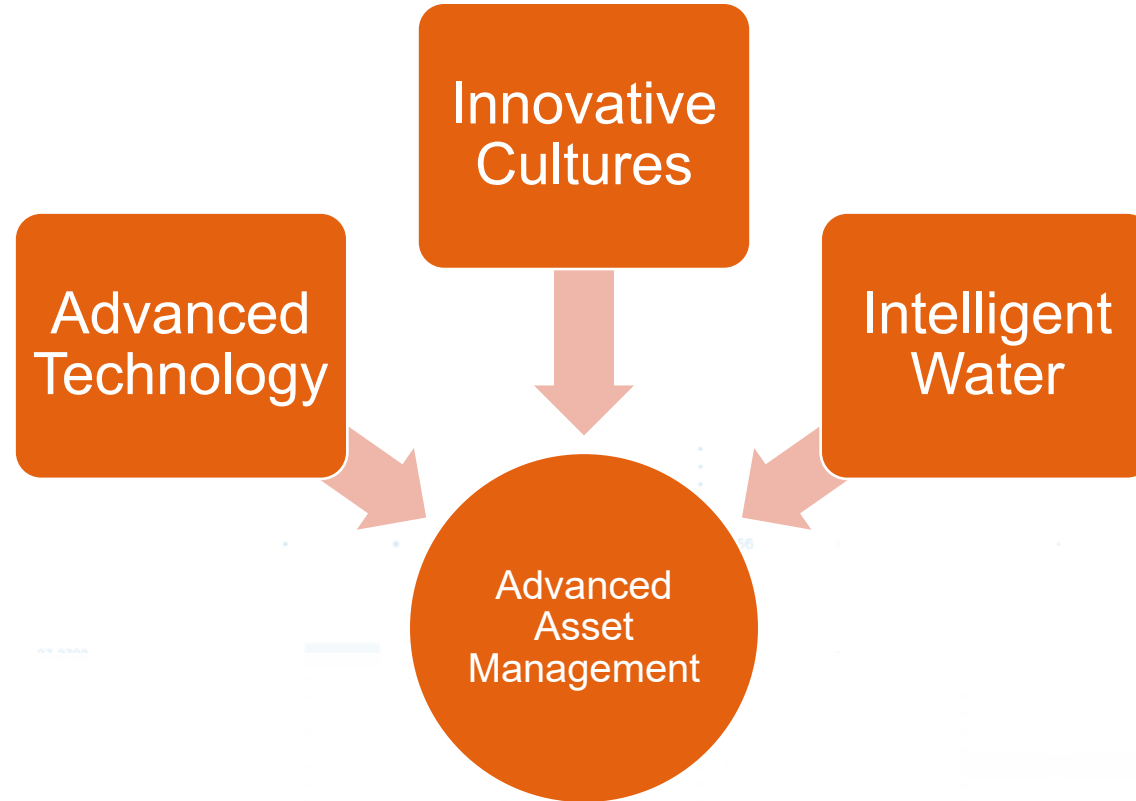 Innovative
Cultures
Advanced
Technology
Intelligent
Water
Advanced
Asset
Management